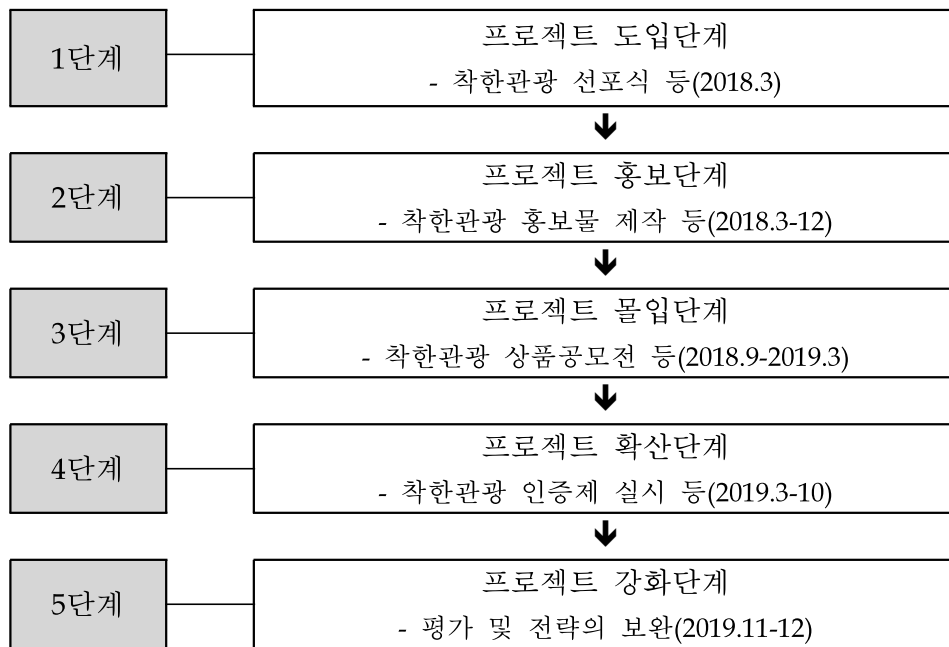 1단계
프로젝트 도입단계
- 착한관광 선포식 등(2018.3)
2단계
프로젝트 홍보단계
- 착한관광 홍보물 제작 등(2018.3-12)
3단계
프로젝트 몰입단계
- 착한관광 상품공모전 등(2018.9-2019.3)
4단계
프로젝트 확산단계
- 착한관광 인증제 실시 등(2019.3-10)
5단계
프로젝트 강화단계
- 평가 및 전략의 보완(2019.11-12)